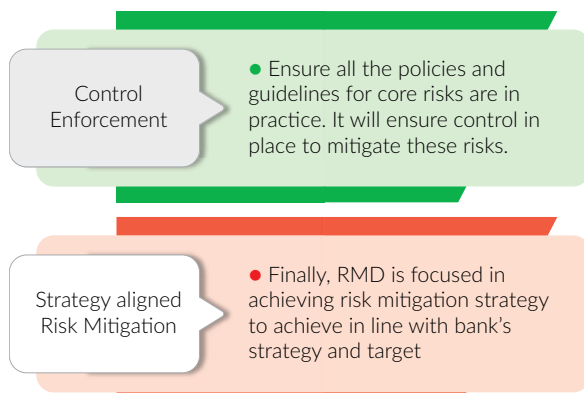 Control
Enforcement
● Ensure all the policies and
guidelines for core risks are in
practice. It will ensure control in
place to mitigate these risks.
Strategy aligned
Risk Mitigation
● Finally, RMD is focused in
achieving risk mitigation strategy
to achieve in line with bank's
strategy and target